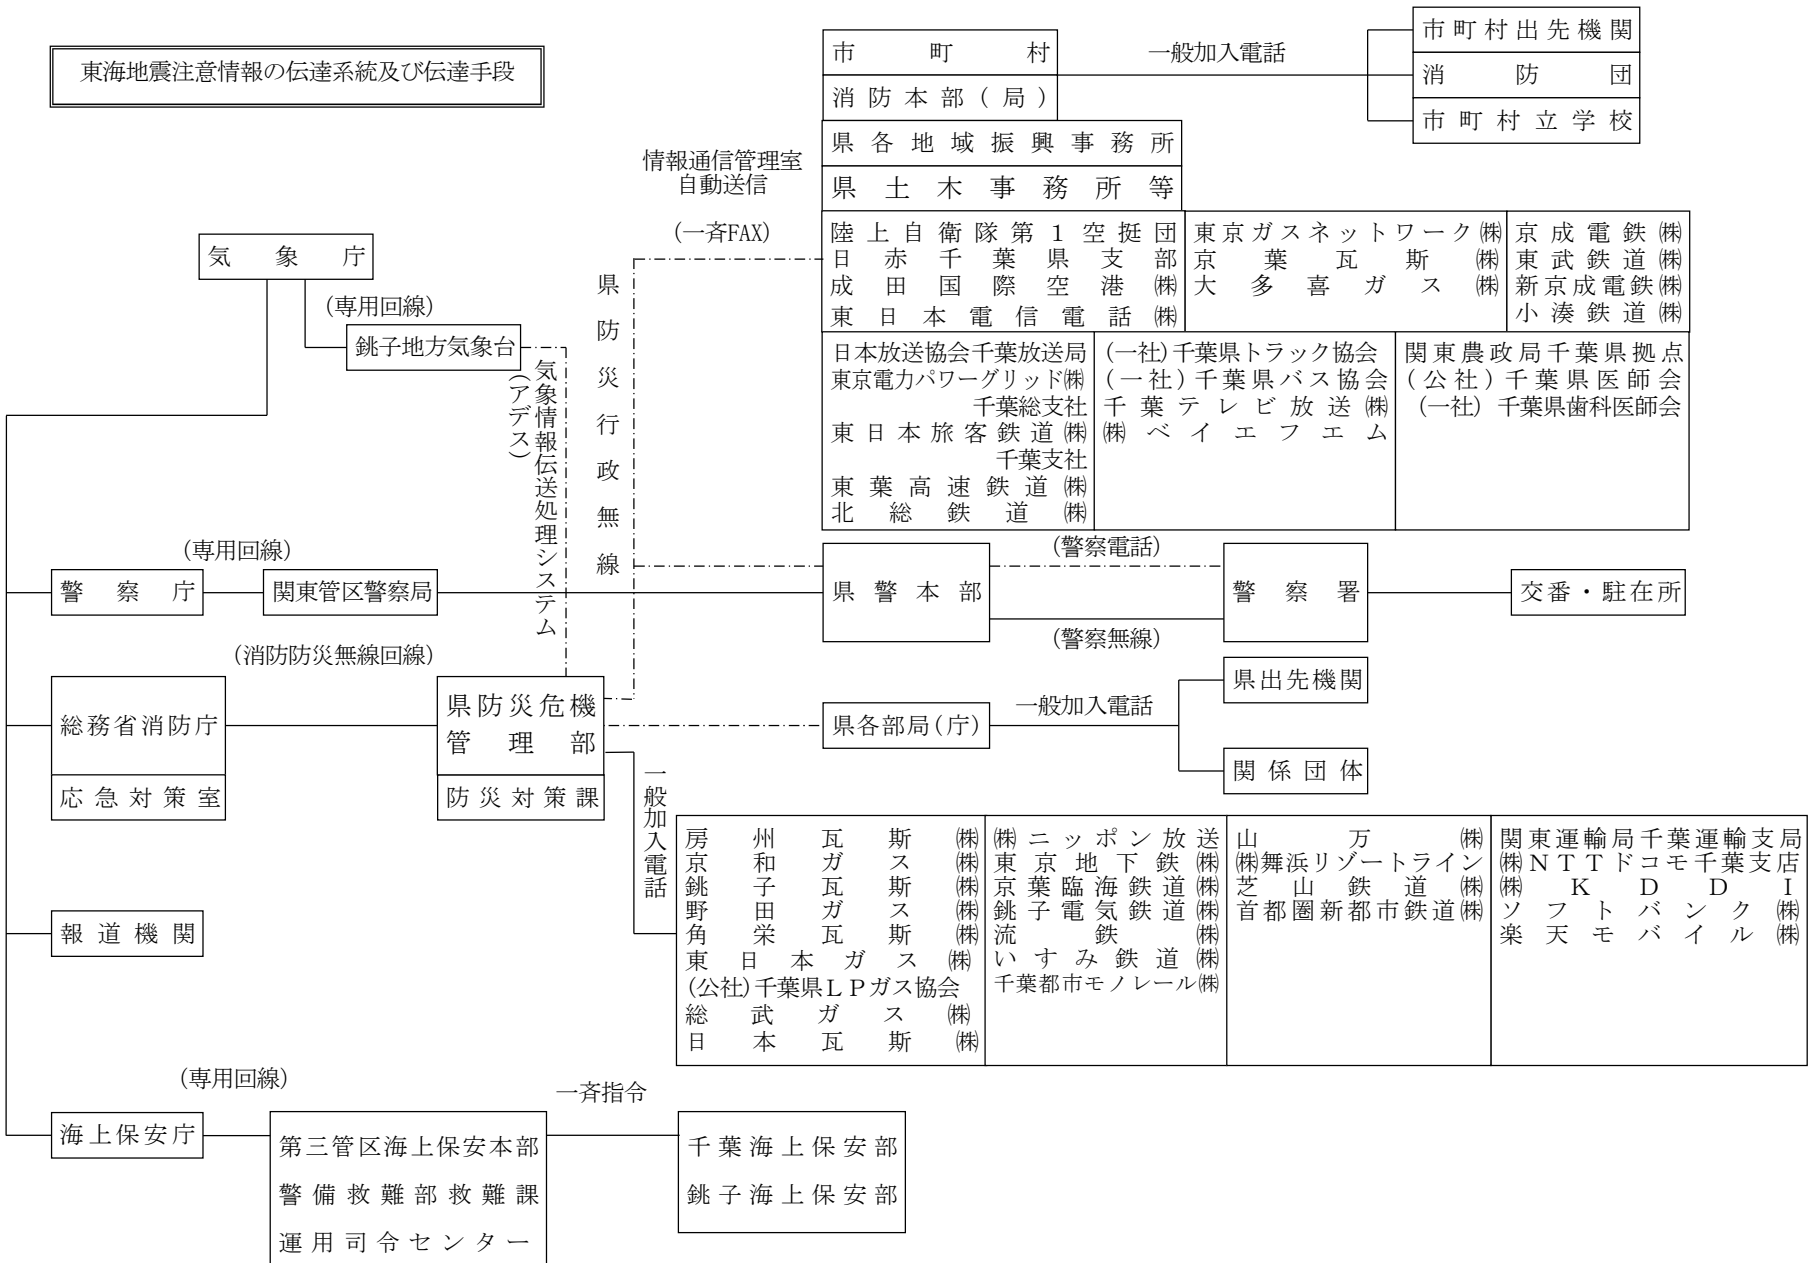 東海地震注意情報の伝達系統及び伝達手段
市町村
消防本部(局)
一般加入電話
市町村出先機関
消防団
市町村立学校
県各地域振興事務所
県土木事務所等
情報通信管理室
自動送信
(一斉FAX)
陸上自衛隊第1空挺団
日赤千葉県支部
成田国際空港㈱
東日本電信電話㈱
東京ガスネットワーク㈱
京葉瓦斯㈱
大多喜ガス㈱
京成電鉄㈱
東武鉄道㈱
新京成電鉄㈱
小湊鉄道㈱
日本放送協会千葉放送局
東京電力パワーグリッド㈱
千葉総支社
東日本旅客鉄道㈱
千葉支社
東葉高速鉄道㈱
北総鉄道㈱
(一社)千葉県トラック協会
(一社)千葉県バス協会
千葉テレビ放送㈱
㈱ベイエフエム
関東農政局千葉県拠点
(公社)千葉県医師会
(一社)千葉県歯科医師会
気象庁
(専用回線)
銚子地方気象台
気象情報伝送処理システム
(アデス)
県防災行政無線
(専用回線)
警察庁
関東管区警察局
県警本部
(警察電話)
(警察無線)
警察署
交番・駐在所
(消防防災無線回線)
総務省消防庁
応急対策室
県防災危機
管理部
防災対策課
県各部局(庁)
一般加入電話
県出先機関
関係団体
一般加入電話
房州瓦斯㈱
京和ガス㈱
銚子瓦斯㈱
野田ガス㈱
角栄瓦斯㈱
東日本ガス㈱
(公社)千葉県LPガス協会
総武ガス㈱
日本瓦斯㈱
㈱ニッポン放送
東京地下鉄㈱
京葉臨海鉄道㈱
銚子電気鉄道㈱
流鉄㈱
いすみ鉄道㈱
千葉都市モノレール㈱
山万㈱
㈱舞浜リゾートライン
芝山鉄道㈱
首都圏新都市鉄道㈱
関東運輸局千葉運輸支局
㈱NTTドコモ千葉支店
㈱KDDI
ソフトバンク㈱
楽天モバイル㈱
報道機関
(専用回線)
海上保安庁
第三管区海上保安本部
警備救難部救難課
運用司令センター
一斉指令
千葉海上保安部
銚子海上保安部